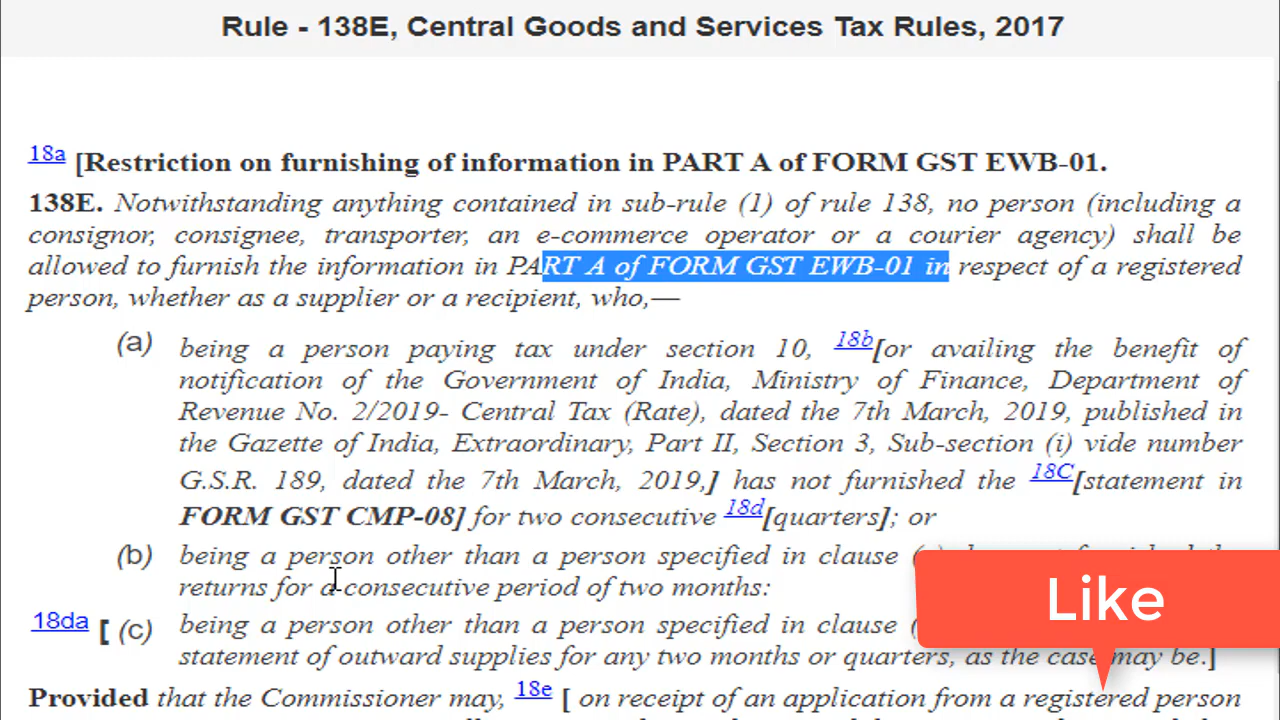 Rule - 138E, Central Goods and Services Tax Rules, 2017
18a [Restriction on furnishing of information in PART A of FORM GST EWB-01.
138E. Notwithstanding anything contained in sub-rule (1) of rule 138, no person (including a
consignor, consignee, transporter, an e-commerce operator or a courier agency) shall be
allowed to furnish the information in PART A of FORM GST EWB-01 in respect of a registered
person, whether as a supplier or a recipient, who,—
(a) being a person paying tax under section 10, 18b[or availing the benefit of
notification of the Government of India, Ministry of Finance, Department of
Revenue No. 2/2019- Central Tax (Rate), dated the 7th March, 2019, published in
the Gazette of India, Extraordinary, Part II, Section 3, Sub-section (i) vide number
G.S.R. 189, dated the 7th March, 2019,] has not furnished the 18C[statement in
FORM GST CMP-08] for two consecutive 18d[quarters]; or
(b) being a person other than a person specified in clause
returns for a consecutive period of two months:
18da [ (c) being a person other than a person specified in clause
statement of outward supplies for any two months or quarters, as the case may be.]
Provided that the Commissioner may, 18e [ on receipt of an application from a registered person
Like